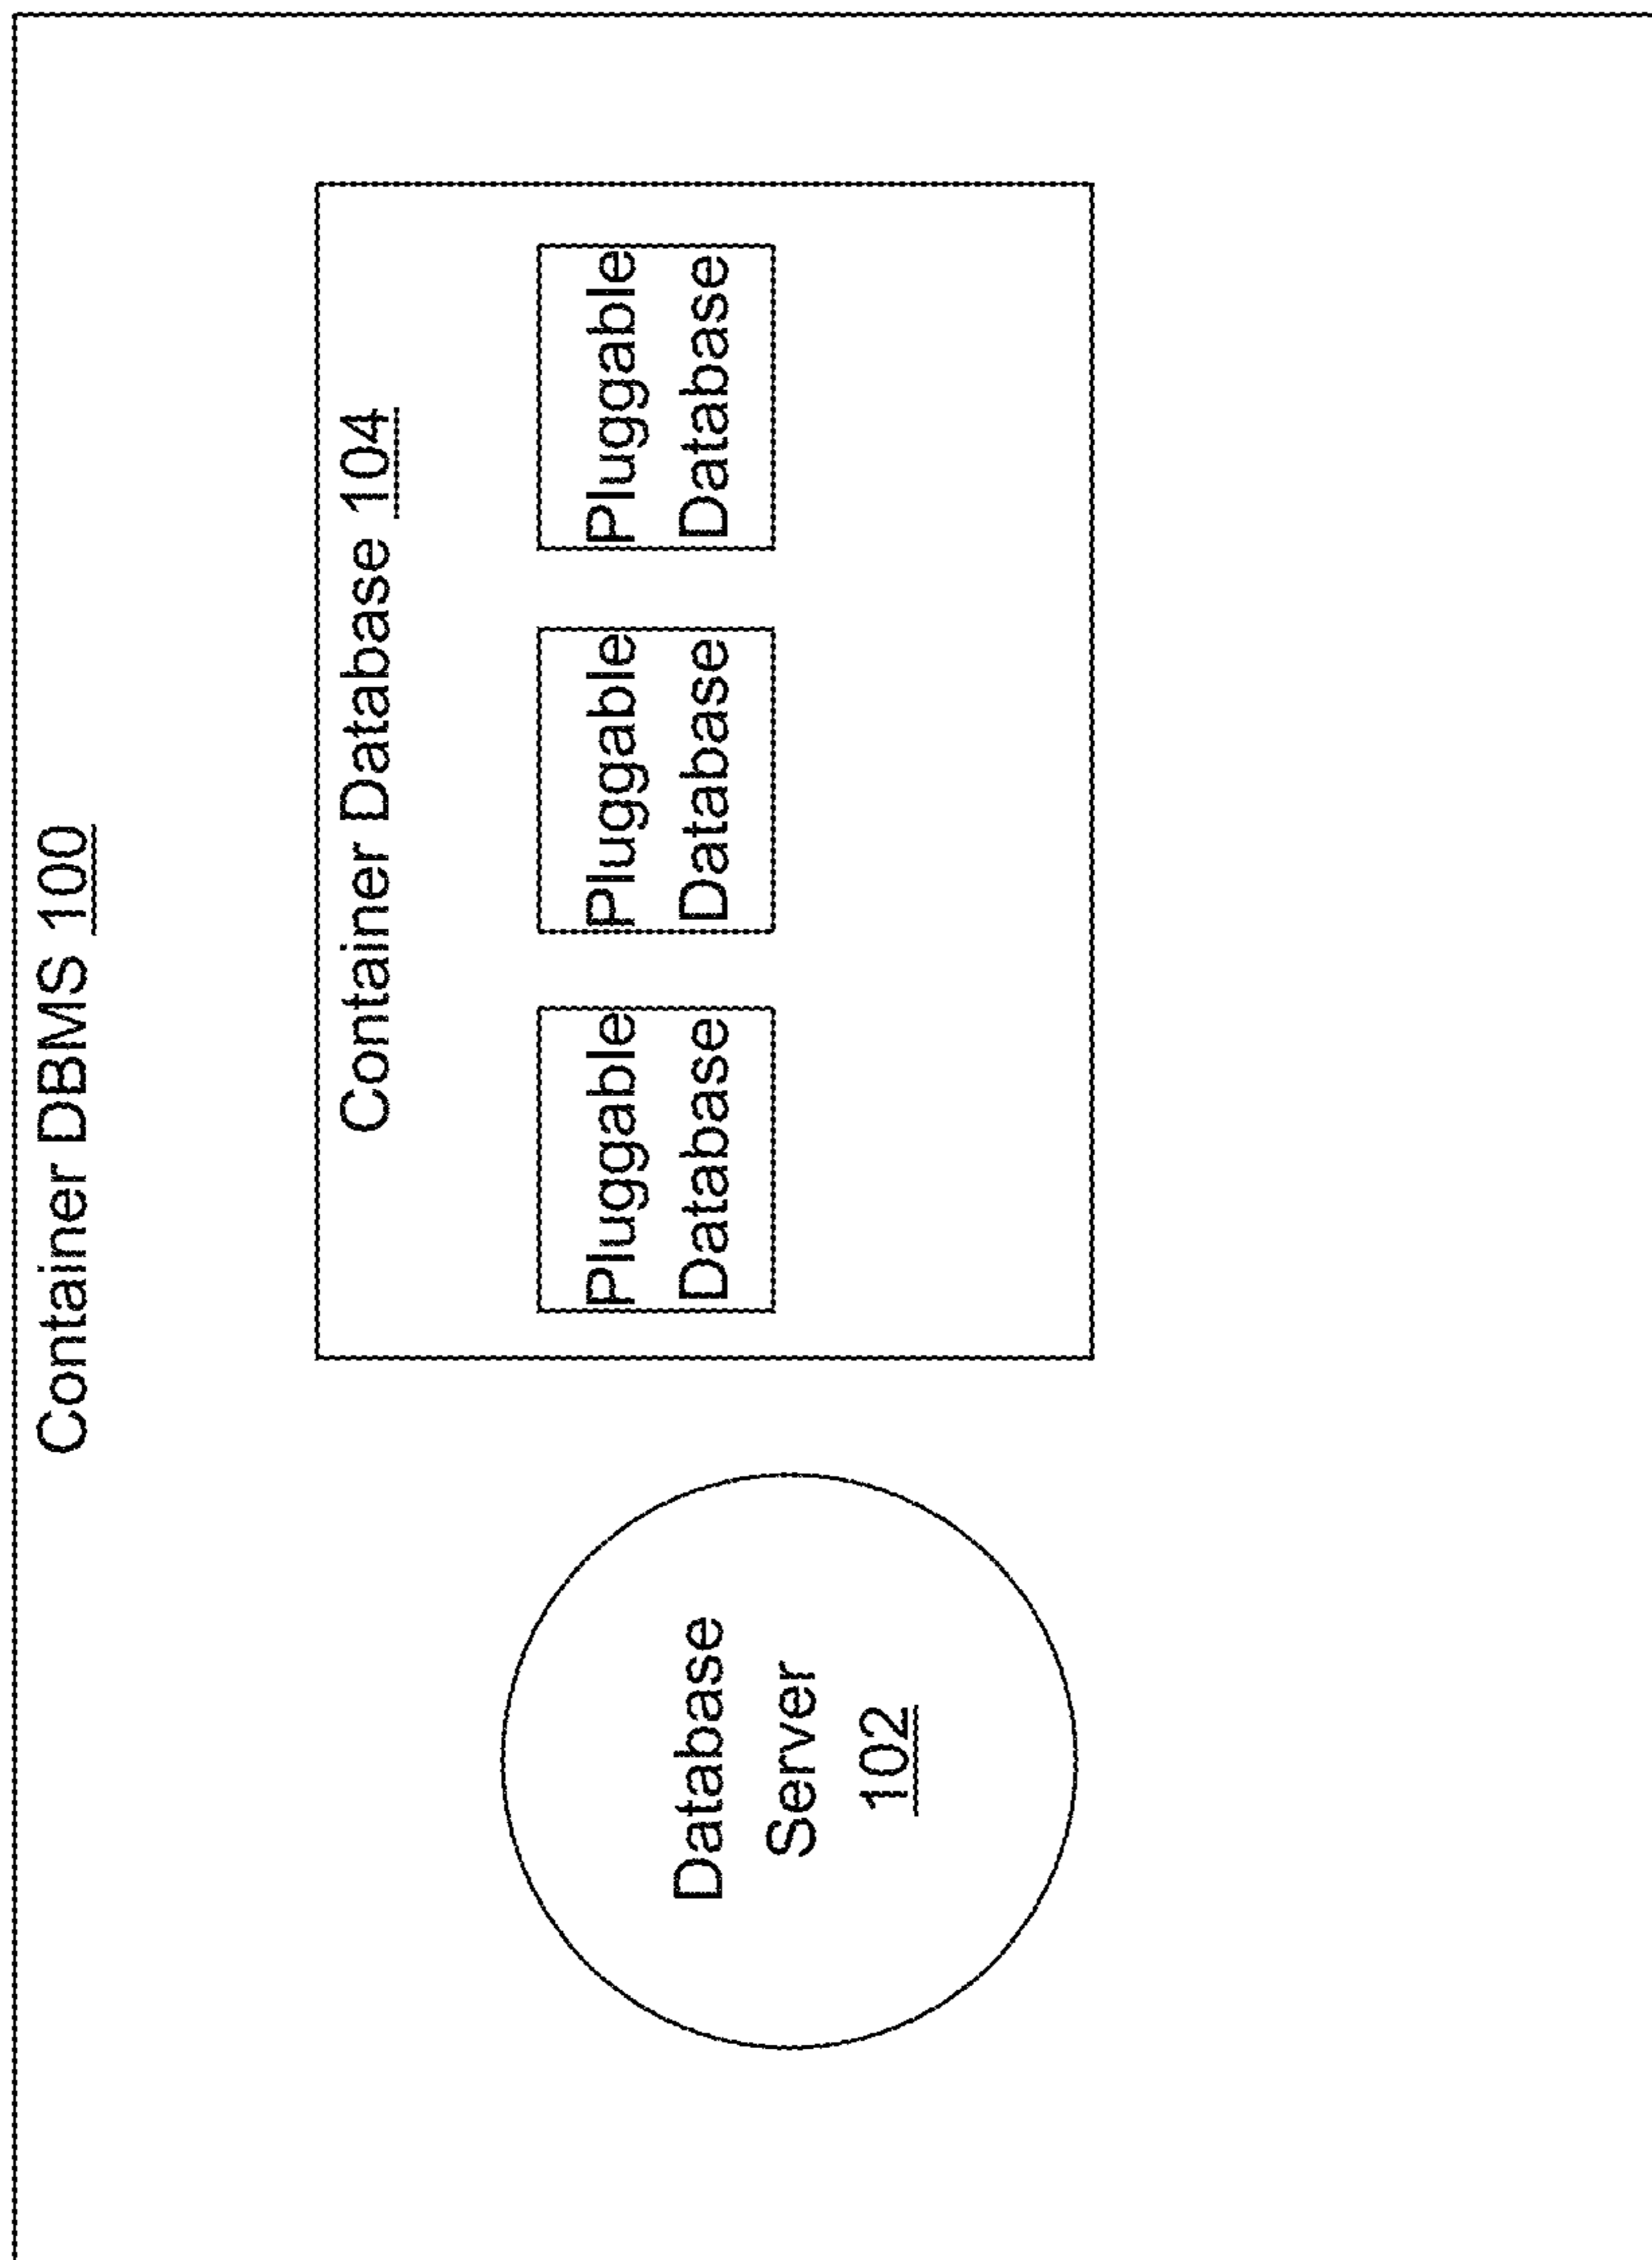 Container DBMS 100
Container Database 104
Database
Server
102
Pluggable
Database
Pluggable
Database
Pluggable
Database